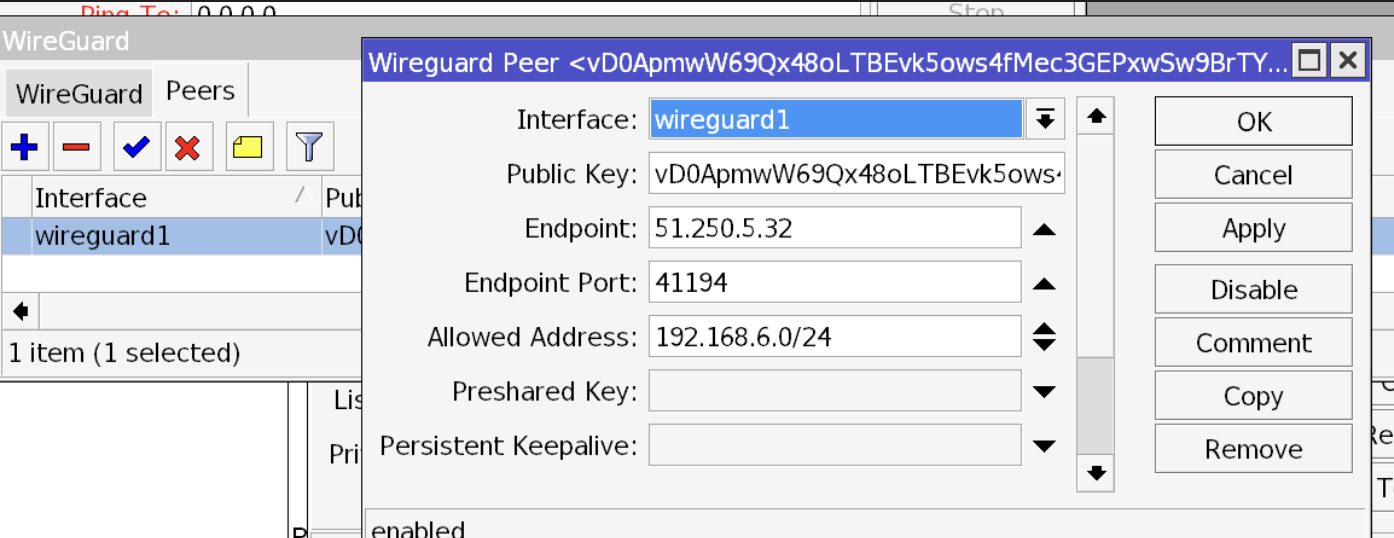 Ping To: 0.0.0.0
Stop
WireGuard
Wireguard Peer <vD0ApmwW69Qx48oLTBEvk5ows4fMec3GEPxwSw9BrTY...
WireGuard Peers
Interface
Pub
wireguard1
vD0
1 item (1 selected)
Interface: wireguard1
Public Key: vD0ApmwW69Qx48oLTBEvk5ows4
Endpoint: 51.250.5.32
Endpoint Port: 41194
Allowed Address: 192.168.6.0/24
Preshared Key:
Persistent Keepalive:
OK
Cancel
Apply
Disable
Comment
Copy
Remove
Lis
Pri
enabled